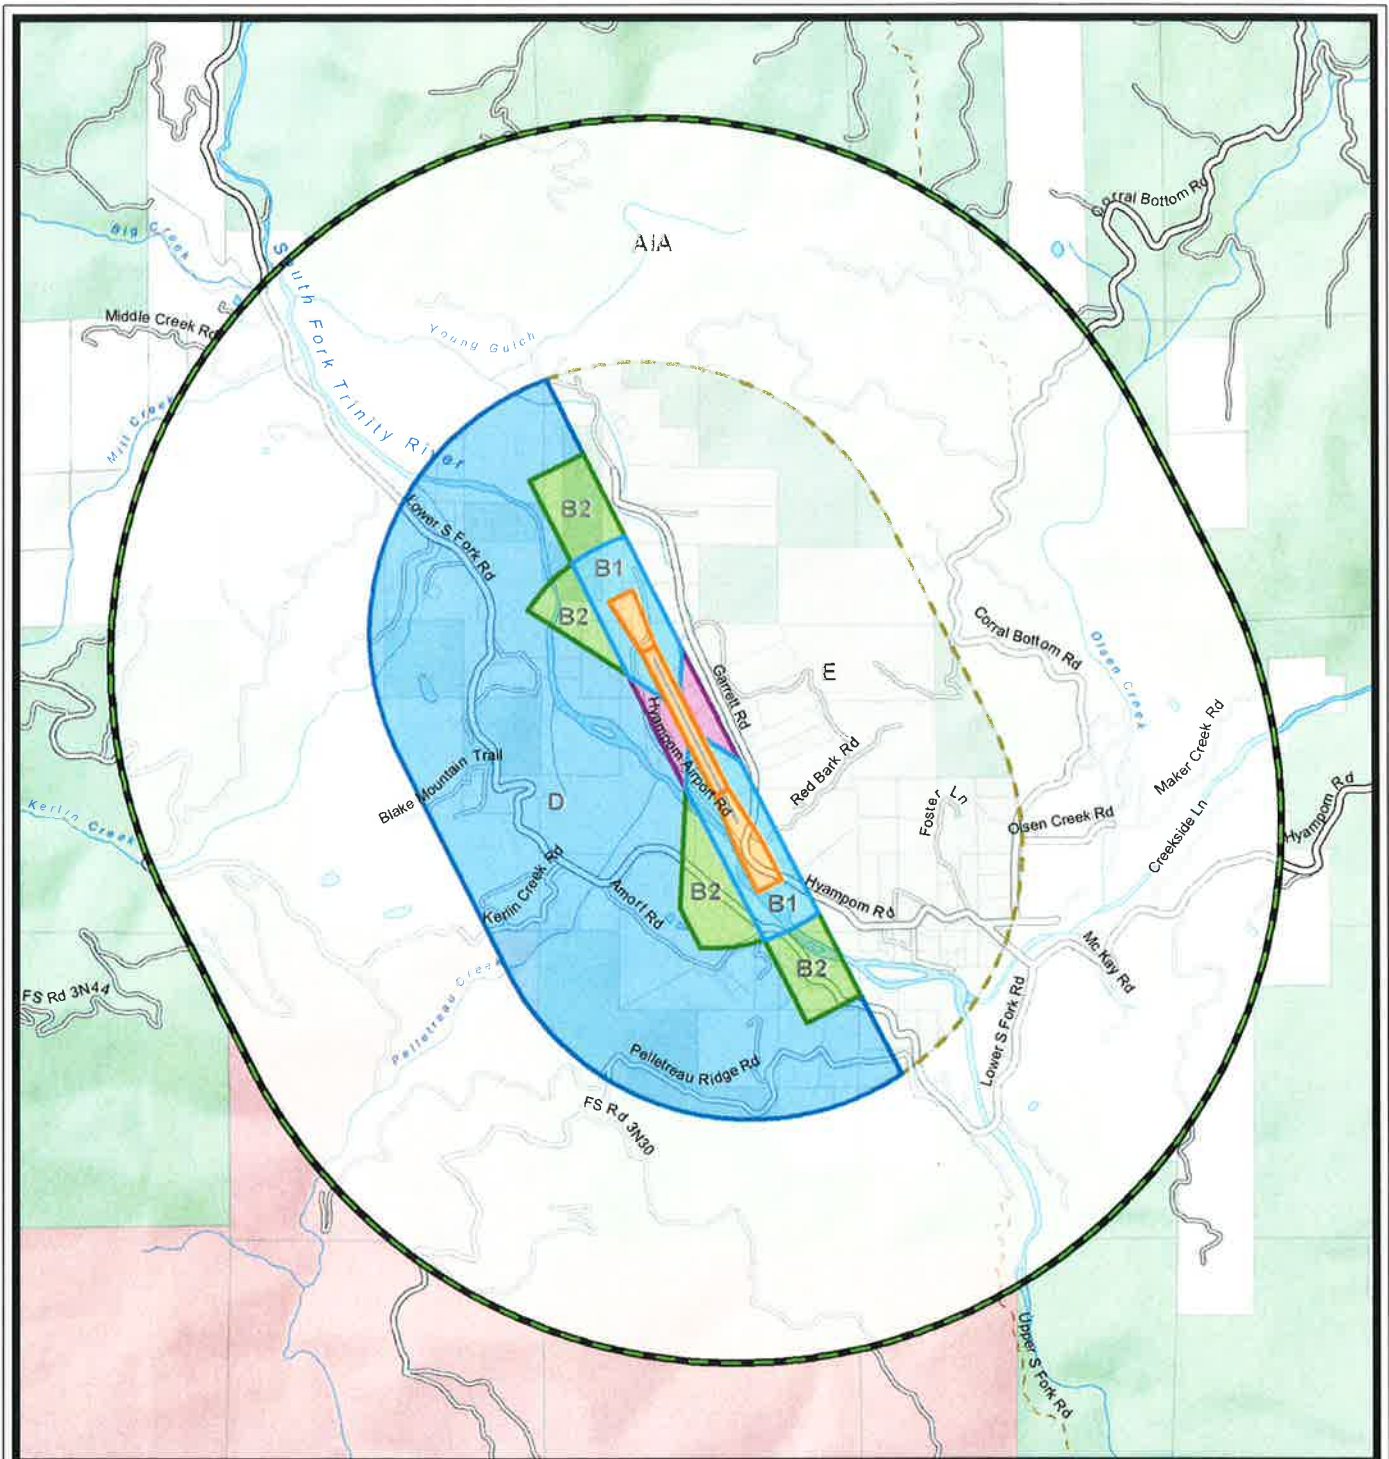 Corral Bottom Rd
AIA
Big Creek
South Fork Trinity River
Middle Creek Rd
Young Gulch
Mill Creek
Lower S Fork Rd
B2
B1
B2
Corral Bottom Rd
Olsen Creek
E
Garrett Rd
Hyampom Airport Rd
Maker Creek Rd
Red Bark Rd
Blake Mountain Trail
D
Foster Ln
Olsen Creek Rd
Creekside Ln
Hyampom Rd
Kerlin Creek
Kerlin Creek Rd
Amorf Rd
B2
B1
Hyampom Rd
Mc Kay Rd
B2
FS Rd 3N44
Pelletreau Creek
Lower S Fork Rd
Pelletreau Ridge Rd
FS Rd 3N30
Upper S Fork Rd